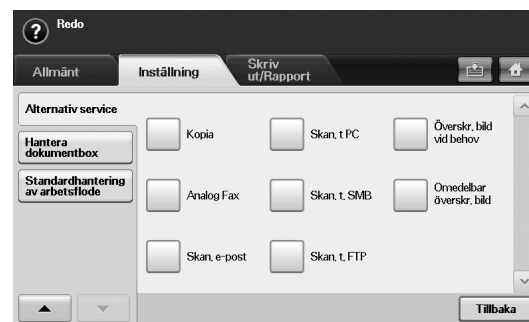 Redo
Allmänt
Inställning
Skriv
ut/Rapport
Alternativ service
Hantera
dokumentbox
Standardhantering
av arbetsflode
Kopia
Skan. t PC
Överskr. bild
vid behov
Analog Fax
Skan. t. SMB
Omedelbar
överskr. bild
Skan. e-post
Skan. t. FTP
Tillbaka